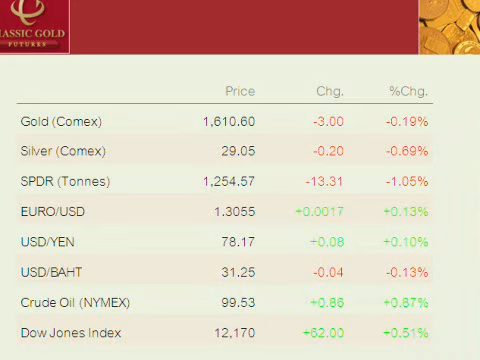 CLASSIC GOLD
FUTURES
Price Chg. %Chg.
Gold (Comex) 1,610.60 -3.00 -0.19%
Silver (Comex) 29.05 -0.20 -0.69%
SPDR (Tonnes) 1,254.57 -13.31 -1.05%
EURO/USD 1.3055 +0.0017 +0.13%
USD/YEN 78.17 +0.08 +0.10%
USD/BAHT 31.25 -0.04 -0.13%
Crude Oil (NYMEX) 99.53 +0.86 +0.87%
Dow Jones Index 12,170 +62.00 +0.51%